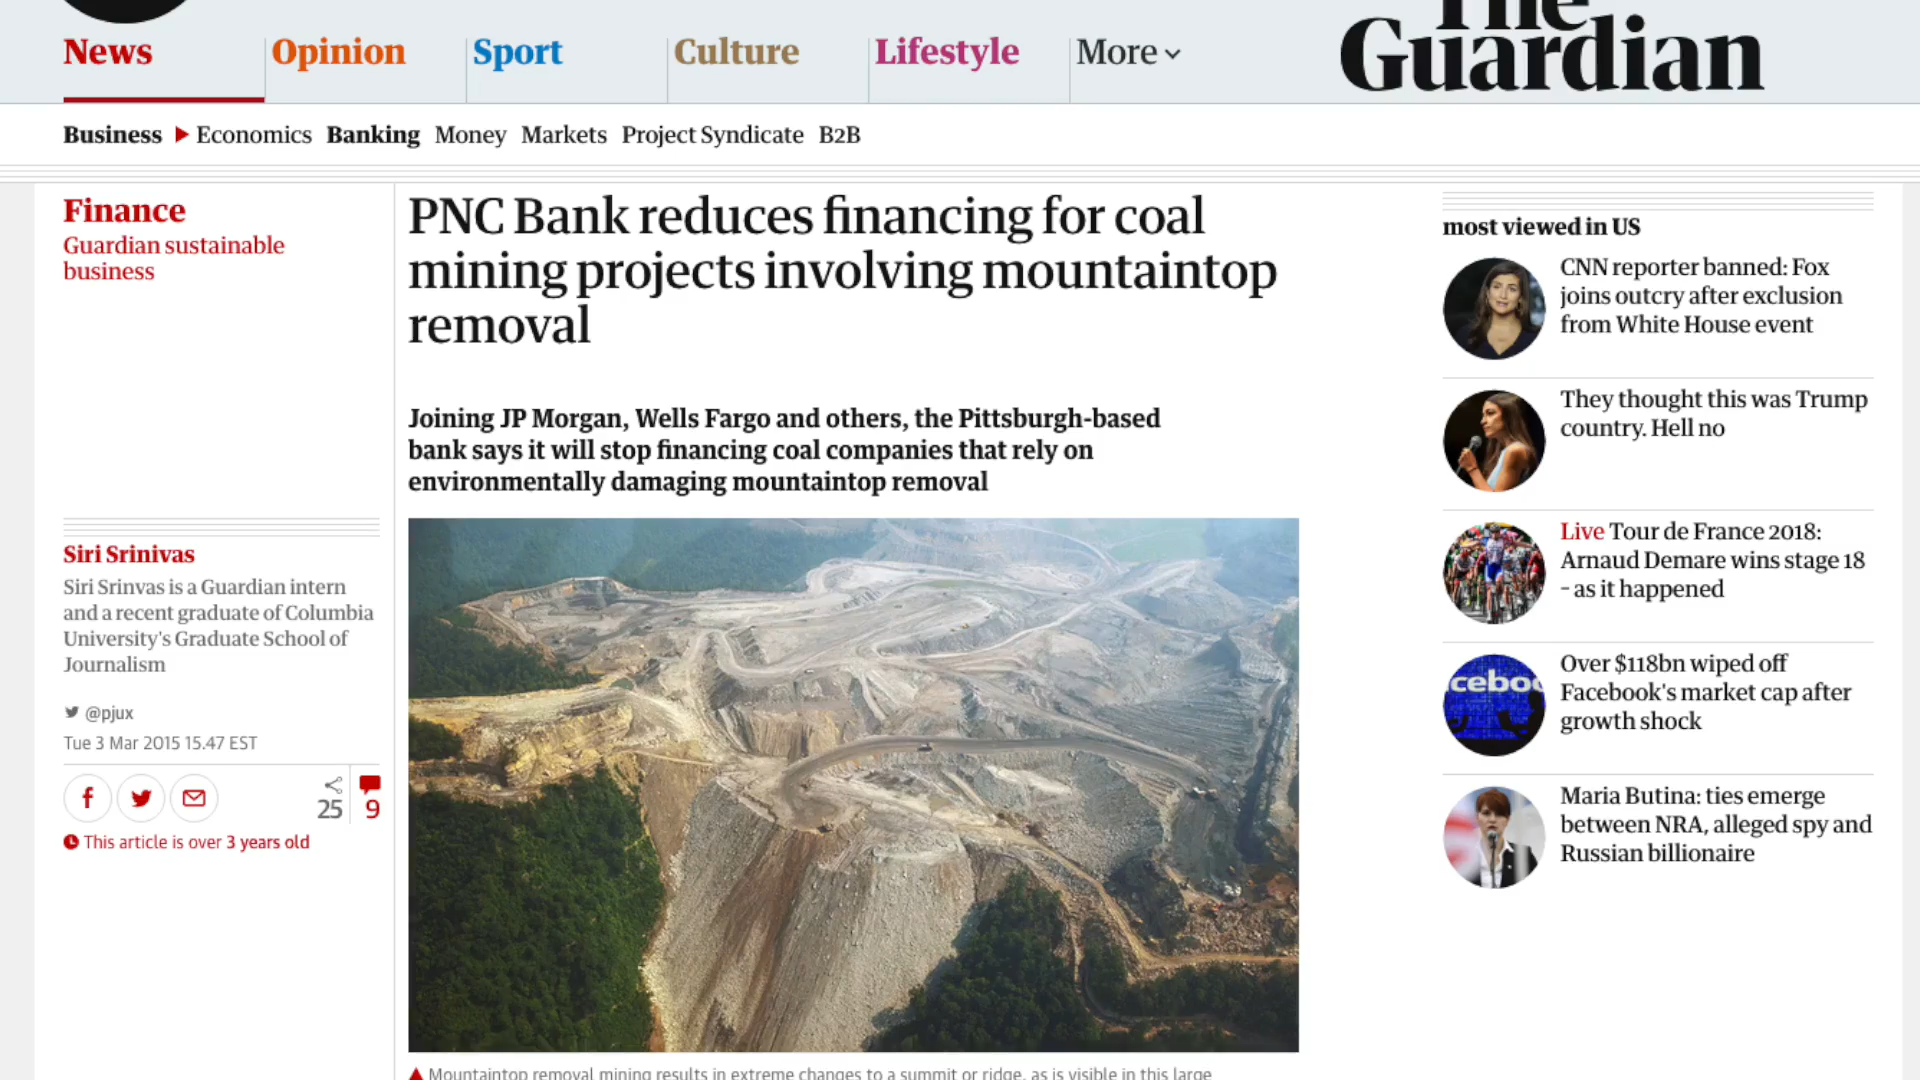 News
Opinion
Sport
Culture
Lifestyle
More
The
Guardian
Business
Economics
Banking
Money
Markets
Project Syndicate
B2B
Finance
Guardian sustainable
business
PNC Bank reduces financing for coal
mining projects involving mountaintop
removal
Joining JP Morgan, Wells Fargo and others, the Pittsburgh-based
bank says it will stop financing coal companies that rely on
environmentally damaging mountaintop removal
Siri Srinivas
Siri Srinvas is a Guardian intern
and a recent graduate of Columbia
University's Graduate School of
Journalism
@pjux
Tue 3 Mar 2015 15.47 EST
f
25
9
This article is over 3 years old
Mountaintop removal mining results in extreme changes to a summit or ridge, as is visible in this large
most viewed in US
CNN reporter banned: Fox
joins outcry after exclusion
from White House event
They thought this was Trump
country. Hell no
Live Tour de France 2018:
Arnaud Demare wins stage 18
- as it happened
cebo
Over $118bn wiped off
Facebook's market cap after
growth shock
Maria Butina: ties emerge
between NRA, alleged spy and
Russian billionaire